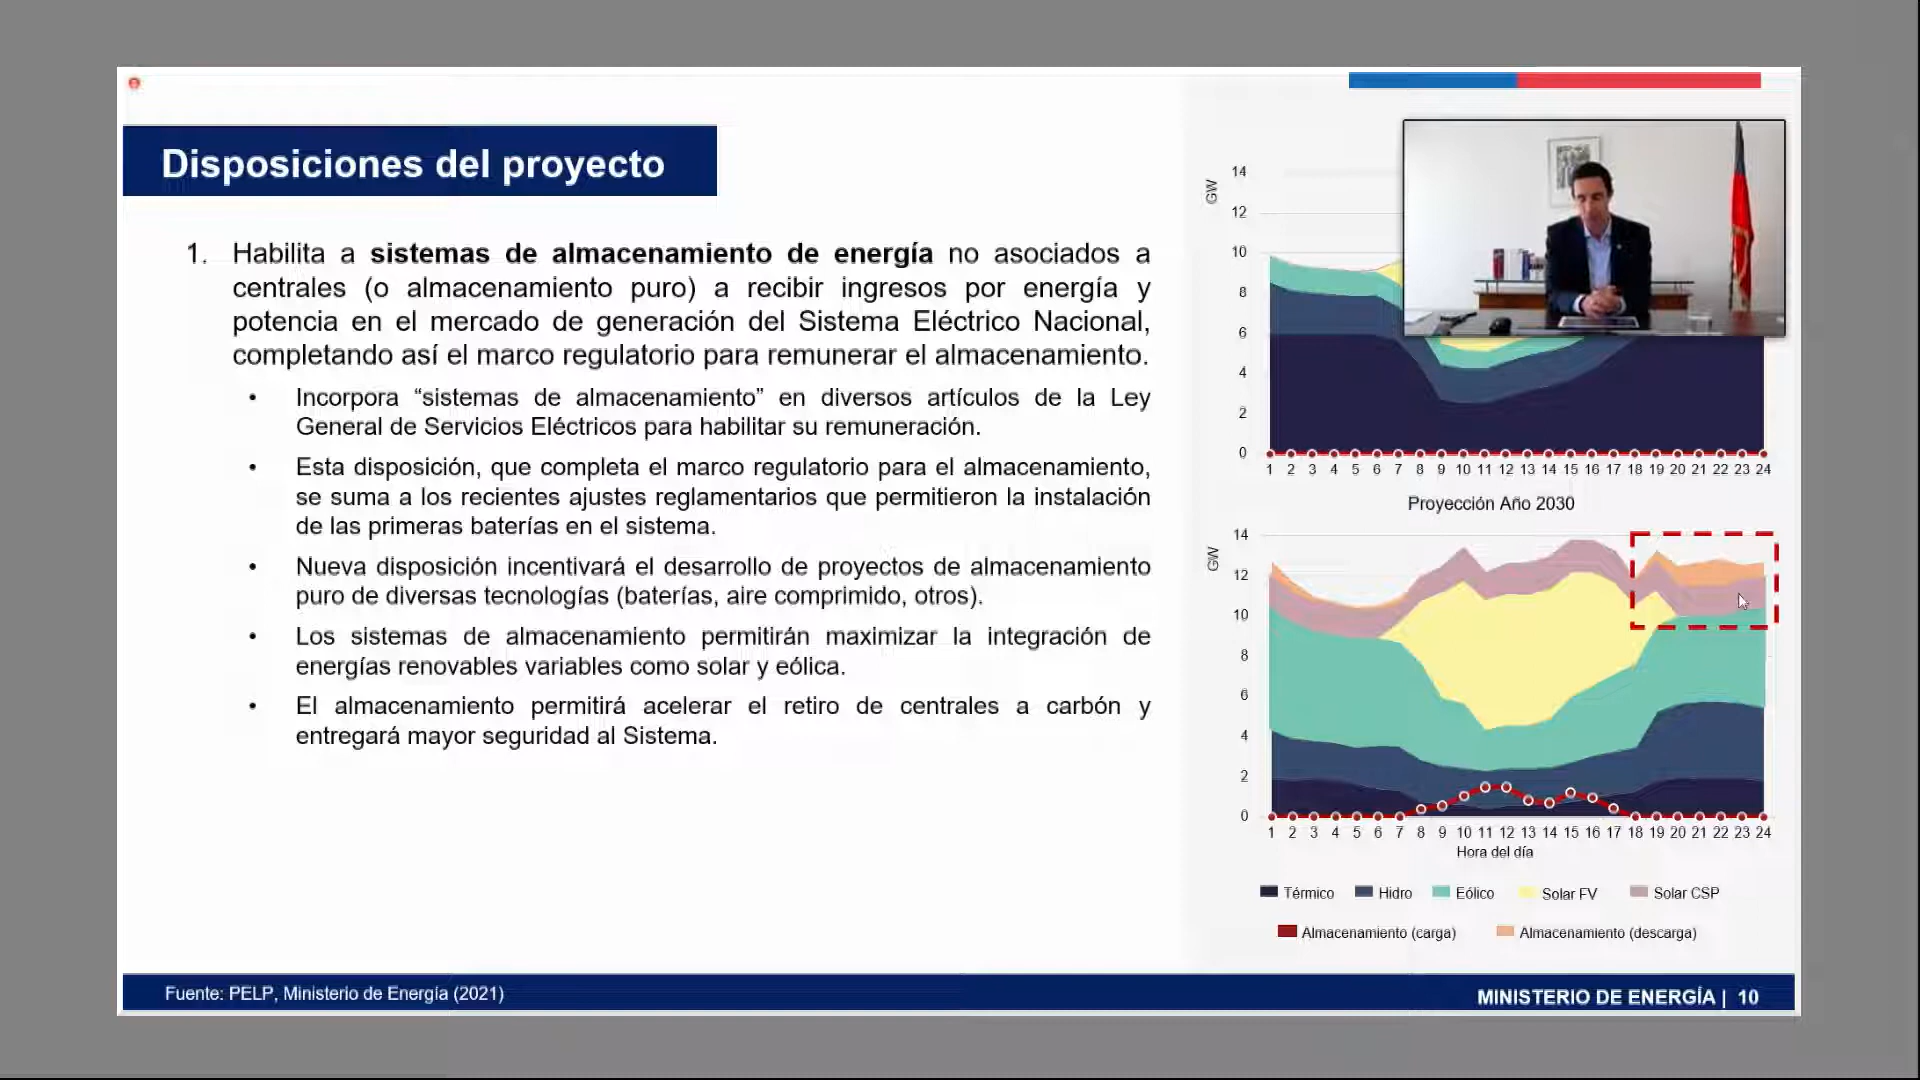 Disposiciones del proyecto
1. Habilita a sistemas de almacenamiento de energía no asociados a
centrales (o almacenamiento puro) a recibir ingresos por energía y
potencia en el mercado de generación del Sistema Eléctrico Nacional,
completando así el marco regulatorio para remunerar el almacenamiento.
• Incorpora “sistemas de almacenamiento” en diversos artículos de la Ley
General de Servicios Eléctricos para habilitar su remuneración.
• Esta disposición, que completa el marco regulatorio para el almacenamiento,
se suma a los recientes ajustes reglamentarios que permitieron la instalación
de las primeras baterías en el sistema.
• Nueva disposición incentivará el desarrollo de proyectos de almacenamiento
puro de diversas tecnologías (baterías, aire comprimido, otros).
• Los sistemas de almacenamiento permitirán maximizar la integración de
energías renovables variables como solar y eólica.
• El almacenamiento permitirá acelerar el retiro de centrales a carbón y
entregará mayor seguridad al Sistema.
GW
14
12
10
8
6
4
2
0
1 2 3 4 5 6 7 8 9 10 11 12 13 14 15 16 17 18 19 20 21 22 23 24
Proyección Año 2030
GW
14
12
10
8
6
4
2
0
1 2 3 4 5 6 7 8 9 10 11 12 13 14 15 16 17 18 19 20 21 22 23 24
Hora del día
Térmico Hidro Eólico Solar FV Solar CSP
Almacenamiento (carga) Almacenamiento (descarga)
Fuente: PELP, Ministerio de Energía (2021)
MINISTERIO DE ENERGÍA | 10